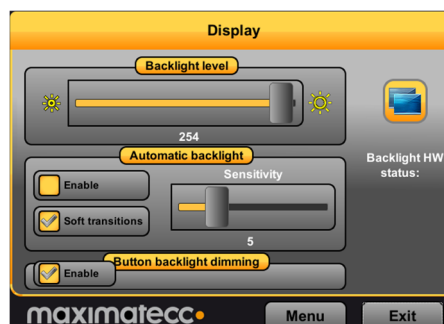 Display
Backlight level
254
Automatic backlight
Enable
Sensitivity
Soft transitions
5
Backlight HW
status:
Button backlight dimming
Enable
maximatecc
Menu
Exit